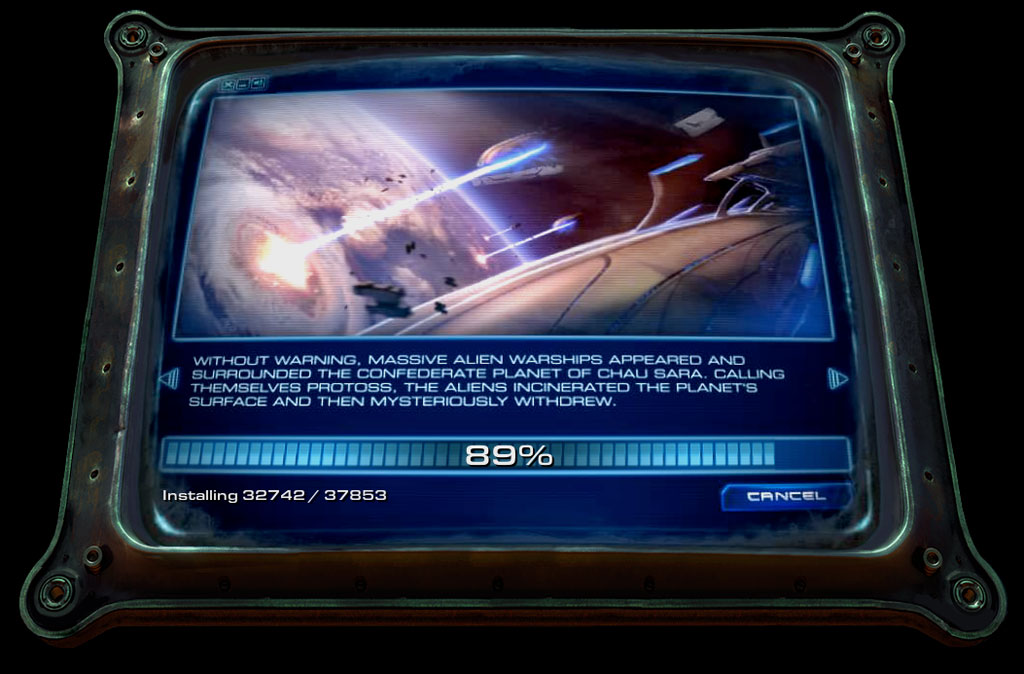 WITHOUT WARNING, MASSIVE ALIEN WARSHIPS APPEARED AND
SURROUNDED THE CONFEDERATE PLANET OF CHAU SARA. CALLING
THEMSELVES PROTOSS, THE ALIENS INCINERATED THE PLANET'S
SURFACE AND THEN MYSTERIOUSLY WITHDREW.
89%
Installing 32742 / 37853
CANCEL